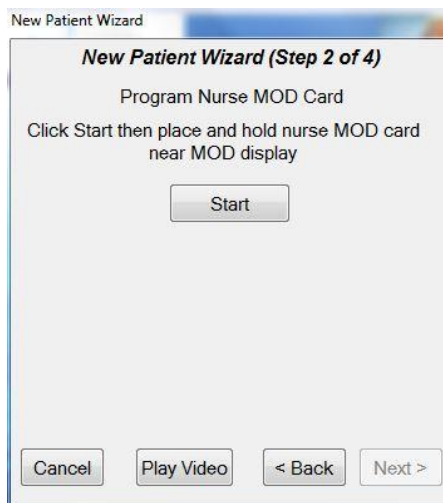 New Patient Wizard
New Patient Wizard (Step 2 of 4)
Program Nurse MOD Card
Click Start then place and hold nurse MOD card
near MOD display
Start
Cancel
Play Video
< Back
Next >